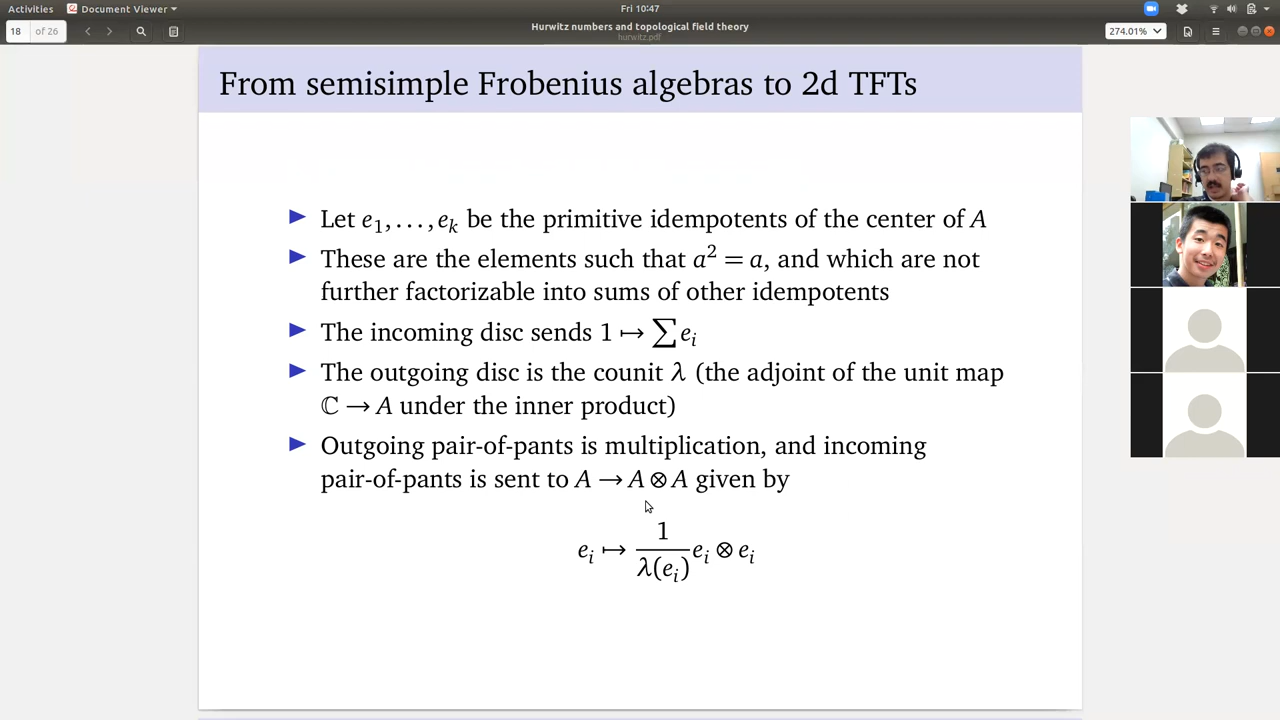 Activities
Document Viewer
Fri 10:47
18 of 26
Hurwitz numbers and topological field theory
hurwitz.pdf
274.01%
From semisimple Frobenius algebras to 2d TFTs
▶ Let e₁,…,eₖ be the primitive idempotents of the center of A
▶ These are the elements such that a² = a, and which are not
further factorizable into sums of other idempotents
▶ The incoming disc sends 1 ↦ ∑ eᵢ
▶ The outgoing disc is the counit λ (the adjoint of the unit map
ℂ → A under the inner product)
▶ Outgoing pair-of-pants is multiplication, and incoming
pair-of-pants is sent to A → A ⊗ A given by
eᵢ ↦ 1/λ(eᵢ) eᵢ ⊗ eᵢ